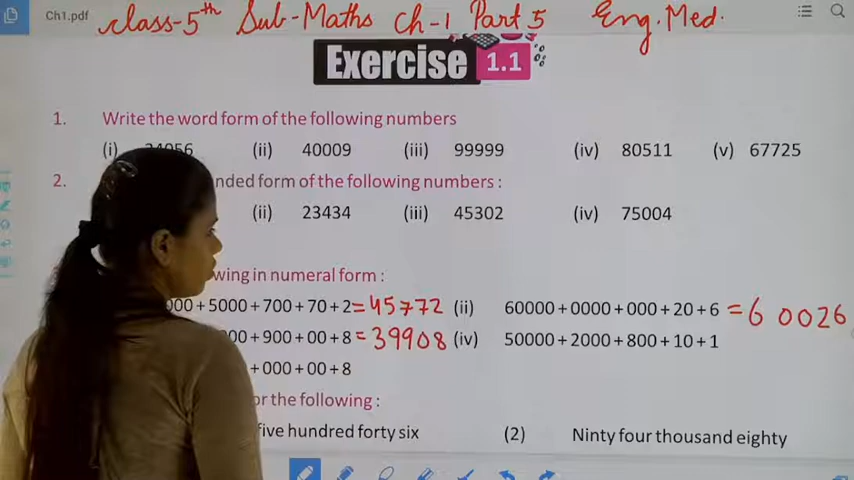 Ch1.pdf
class-5th Sub-Maths Ch-1 Part 5 Eng. Med.
Exercise 1.1
1. Write the word form of the following numbers
(i) (ii) 40009 (iii) 99999 (iv) 80511 (v) 67725
2. nded form of the following numbers :
(ii) 23434 (iii) 45302 (iv) 75004
wing in numeral form :
000+5000+700+70+2=45772 (ii) 60000+0000+000+20+6 =60026
00+900+00+8=39908 (iv) 50000+2000+800+10+1
+000+00+8
or the following :
five hundred forty six (2) Ninty four thousand eighty